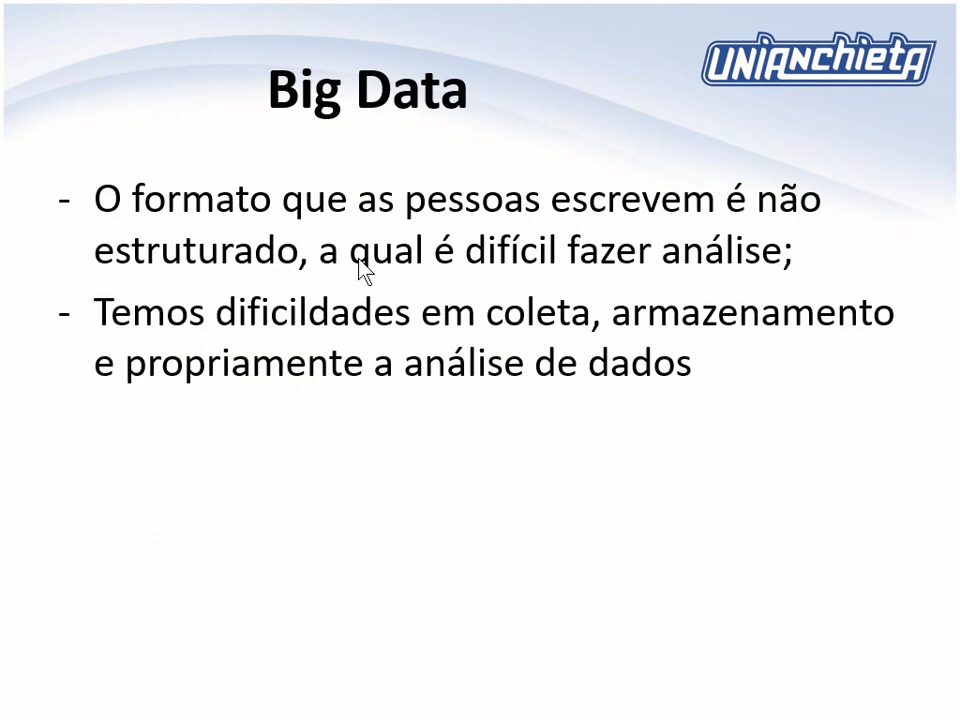 UNIANCHIETA
Big Data
- O formato que as pessoas escrevem é não
estruturado, a qual é difícil fazer análise;
- Temos dificildades em coleta, armazenamento
e propriamente a análise de dados